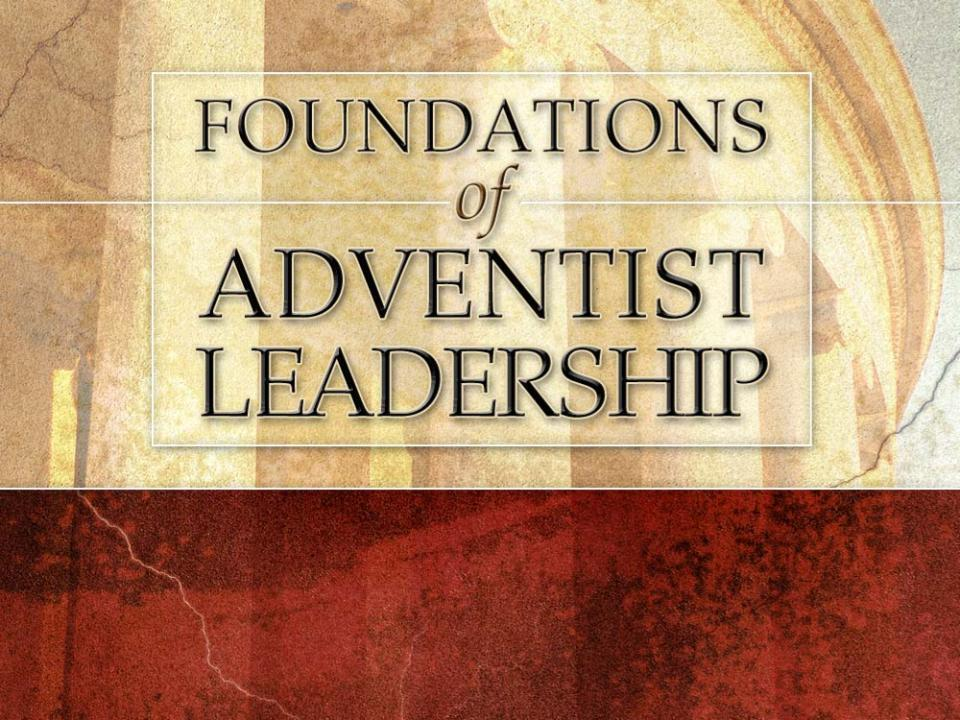 FOUNDATIONS
of
ADVENTIST
LEADERSHIP